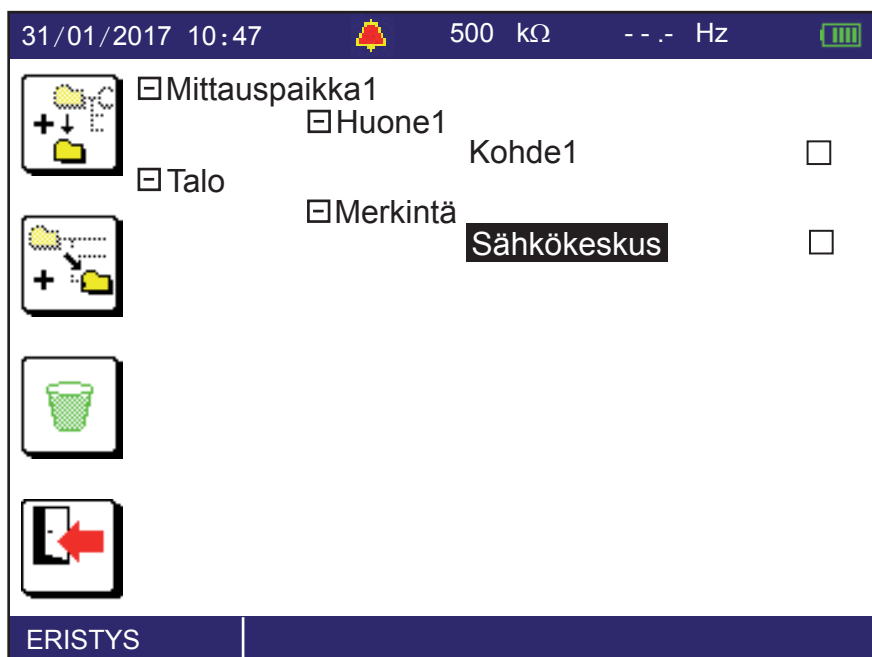 31/01/2017 10:47 500 kΩ - - .- Hz
Mittauspaikka1
Huone1
Kohde1
Talo
Merkintä
Sähkökeskus
ERISTYS